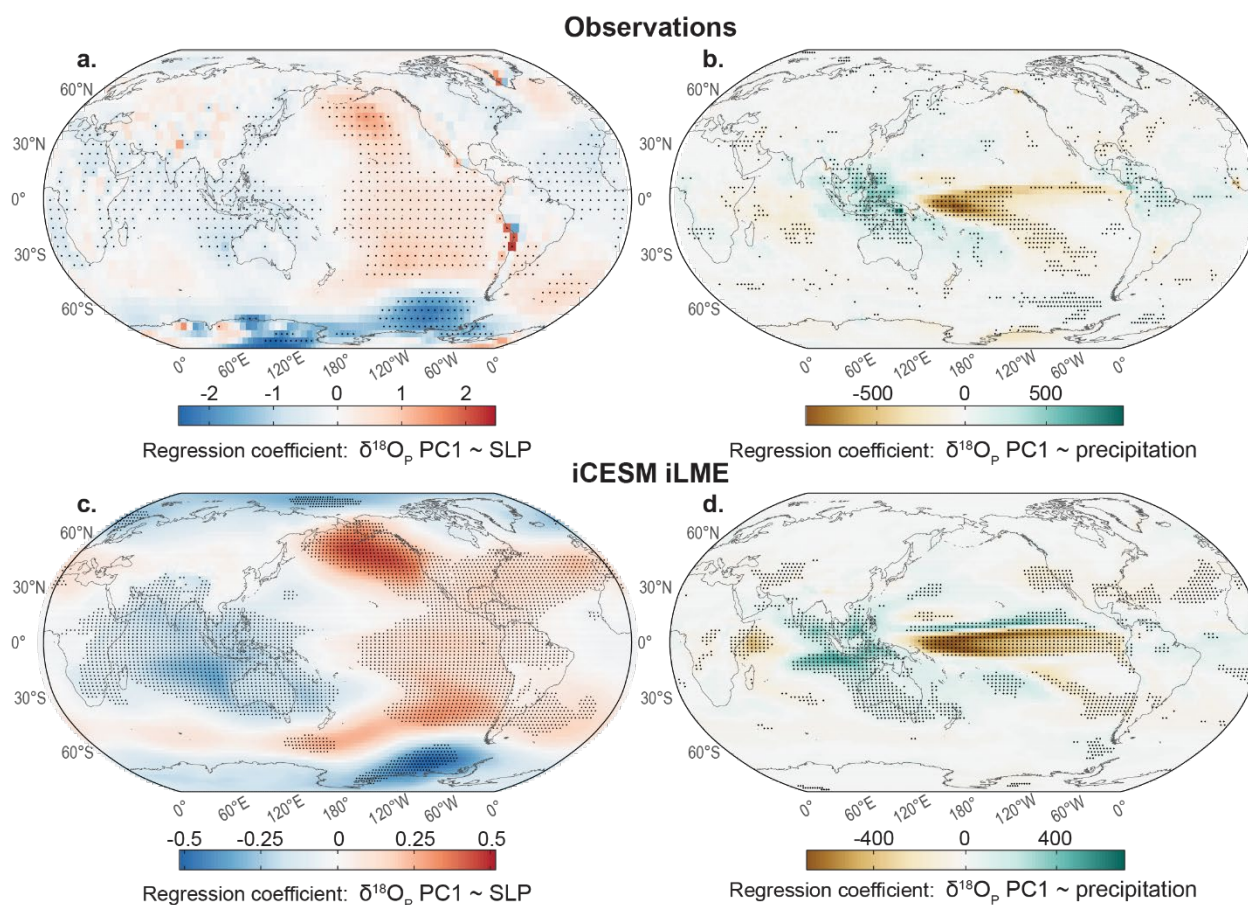 Observations
a.
b.
60°N
30°N
0°
30°S
60°S
0°
60°E
120°E
180°
120°W
60°W
0°
60°N
30°N
0°
30°S
60°S
0°
60°E
120°E
180°
120°W
60°W
0°
-2 -1 0 1 2
Regression coefficient: δ¹⁸Oₚ PC1 ~ SLP
-500 0 500
Regression coefficient: δ¹⁸Oₚ PC1 ~ precipitation
iCESM iLME
c.
d.
60°N
30°N
0°
30°S
60°S
0°
60°E
120°E
180°
120°W
60°W
0°
60°N
30°N
0°
30°S
60°S
0°
60°E
120°E
180°
120°W
60°W
0°
-0.5 -0.25 0 0.25 0.5
Regression coefficient: δ¹⁸Oₚ PC1 ~ SLP
-400 0 400
Regression coefficient: δ¹⁸Oₚ PC1 ~ precipitation